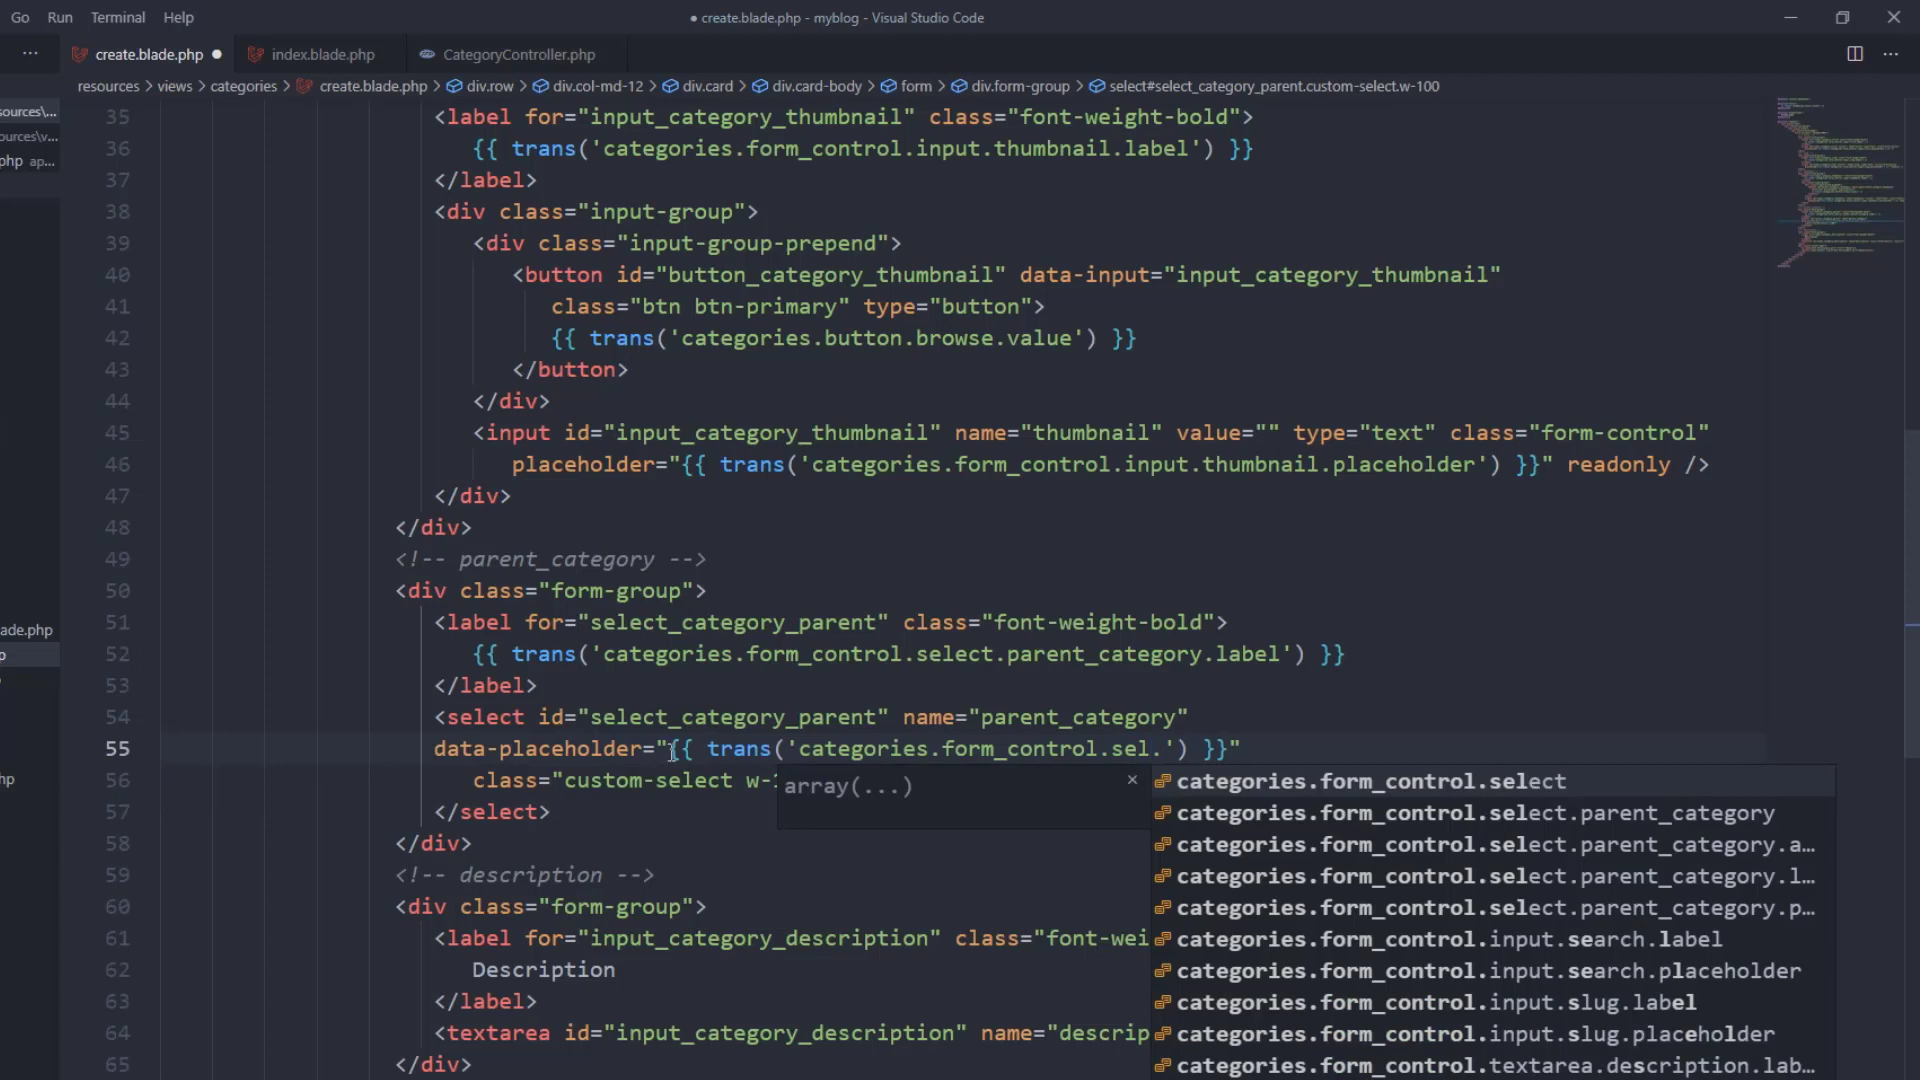 Go Run Terminal Help
● create.blade.php - myblog - Visual Studio Code
create.blade.php index.blade.php CategoryController.php
resources > views > categories > create.blade.php > div.row > div.col-md-12 > div.card > div.card-body > form > div.form-group > select#select_category_parent.custom-select.w-100
sources\...
sources\v...
php ap...
ade.php
p
hp
35 <label for="input_category_thumbnail" class="font-weight-bold">
36 {{ trans('categories.form_control.input.thumbnail.label') }}
37 </label>
38 <div class="input-group">
39 <div class="input-group-prepend">
40 <button id="button_category_thumbnail" data-input="input_category_thumbnail"
41 class="btn btn-primary" type="button">
42 {{ trans('categories.button.browse.value') }}
43 </button>
44 </div>
45 <input id="input_category_thumbnail" name="thumbnail" value="" type="text" class="form-control"
46 placeholder="{{ trans('categories.form_control.input.thumbnail.placeholder') }}" readonly />
47 </div>
48 </div>
49 <!-- parent_category -->
50 <div class="form-group">
51 <label for="select_category_parent" class="font-weight-bold">
52 {{ trans('categories.form_control.select.parent_category.label') }}
53 </label>
54 <select id="select_category_parent" name="parent_category"
55 data-placeholder="{{ trans('categories.form_control.sel.') }}"
56 class="custom-select w-1
57 </select>
58 </div>
59 <!-- description -->
60 <div class="form-group">
61 <label for="input_category_description" class="font-wei
62 Description
63 </label>
64 <textarea id="input_category_description" name="descrip
65 </div>
array(...)
categories.form_control.select
categories.form_control.select.parent_category
categories.form_control.select.parent_category.a...
categories.form_control.select.parent_category.l...
categories.form_control.select.parent_category.p...
categories.form_control.input.search.label
categories.form_control.input.search.placeholder
categories.form_control.input.slug.label
categories.form_control.input.slug.placeholder
categories.form_control.textarea.description.lab...